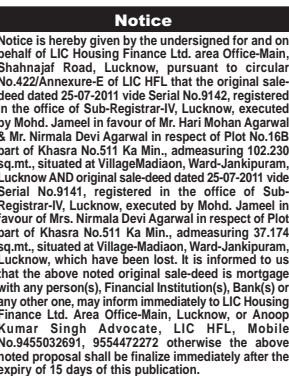 Notice
Notice is hereby given by the undersigned for and on
behalf of LIC Housing Finance Ltd. area Office-Main,
Shahnajaf Road, Lucknow, pursuant to circular
No.422/Annexure-E of LIC HFL that the original sale-
deed dated 25-07-2011 vide Serial No.9142, registered
in the office of Sub-Registrar-IV, Lucknow, executed
by Mohd. Jameel in favour of Mr. Hari Mohan Agarwal
& Mr. Nirmala Devi Agarwal in respect of Plot No.16B
part of Khasra No.511 Ka Min., admeasuring 102.230
sq.mt., situated at VillageMadiaon, Ward-Jankipuram,
Lucknow AND original sale-deed dated 25-07-2011 vide
Serial No.9141, registered in the office of Sub-
Registrar-IV, Lucknow, executed by Mohd. Jameel in
favour of Mrs. Nirmala Devi Agarwal in respect of Plot
part of Khasra No.511 Ka Min., admeasuring 37.174
sq.mt., situated at Village-Madiaon, Ward-Jankipuram,
Lucknow, which have been lost. It is informed to us
that the above noted original sale-deed is mortgage
with any person(s), Financial Institution(s), Bank(s) or
any other one, may inform immediately to LIC Housing
Finance Ltd. Area Office-Main, Lucknow, or Anoop
Kumar Singh Advocate, LIC HFL, Mobile
No.9455032691, 9554472272 otherwise the above
noted proposal shall be finalize immediately after the
expiry of 15 days of this publication.